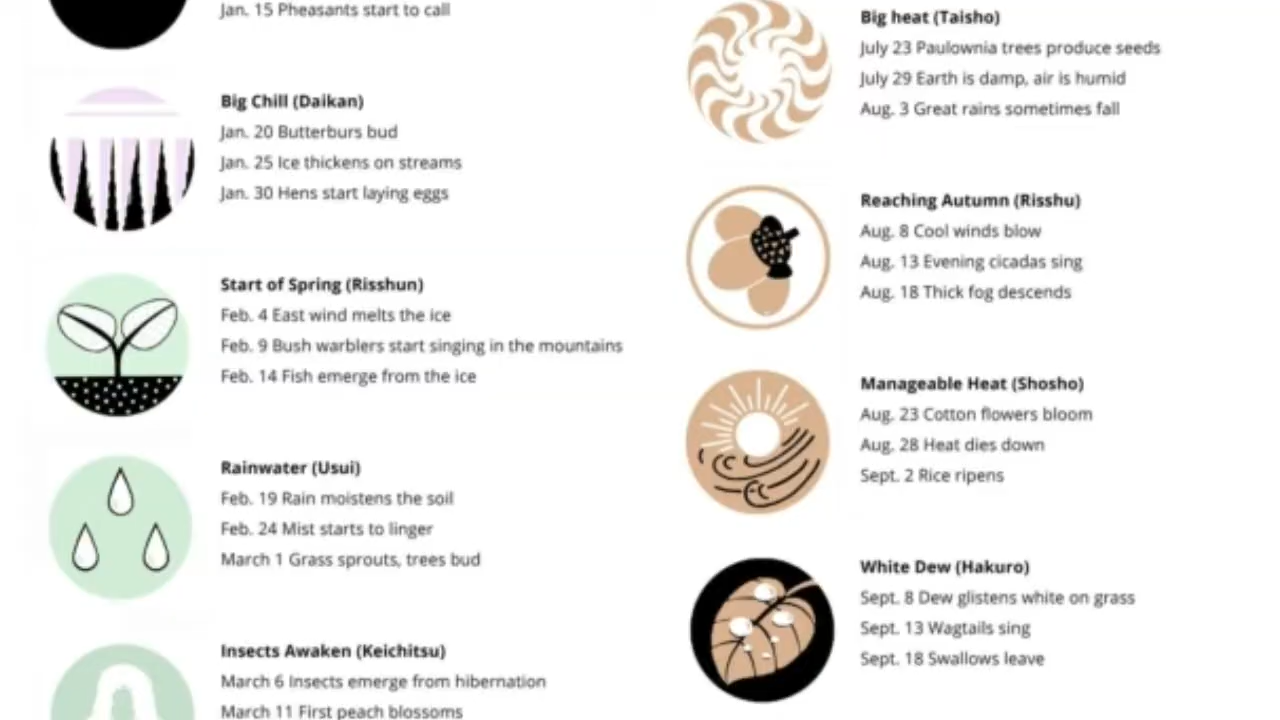 Jan. 15 Pheasants start to call
Big Chill (Daikan)
Jan. 20 Butterburs bud
Jan. 25 Ice thickens on streams
Jan. 30 Hens start laying eggs
Start of Spring (Risshun)
Feb. 4 East wind melts the ice
Feb. 9 Bush warblers start singing in the mountains
Feb. 14 Fish emerge from the ice
Rainwater (Usui)
Feb. 19 Rain moistens the soil
Feb. 24 Mist starts to linger
March 1 Grass sprouts, trees bud
Insects Awaken (Keichitsu)
March 6 Insects emerge from hibernation
March 11 First peach blossoms
Big heat (Taisho)
July 23 Paulownia trees produce seeds
July 29 Earth is damp, air is humid
Aug. 3 Great rains sometimes fall
Reaching Autumn (Risshu)
Aug. 8 Cool winds blow
Aug. 13 Evening cicadas sing
Aug. 18 Thick fog descends
Manageable Heat (Shosho)
Aug. 23 Cotton flowers bloom
Aug. 28 Heat dies down
Sept. 2 Rice ripens
White Dew (Hakuro)
Sept. 8 Dew glistens white on grass
Sept. 13 Wagtails sing
Sept. 18 Swallows leave